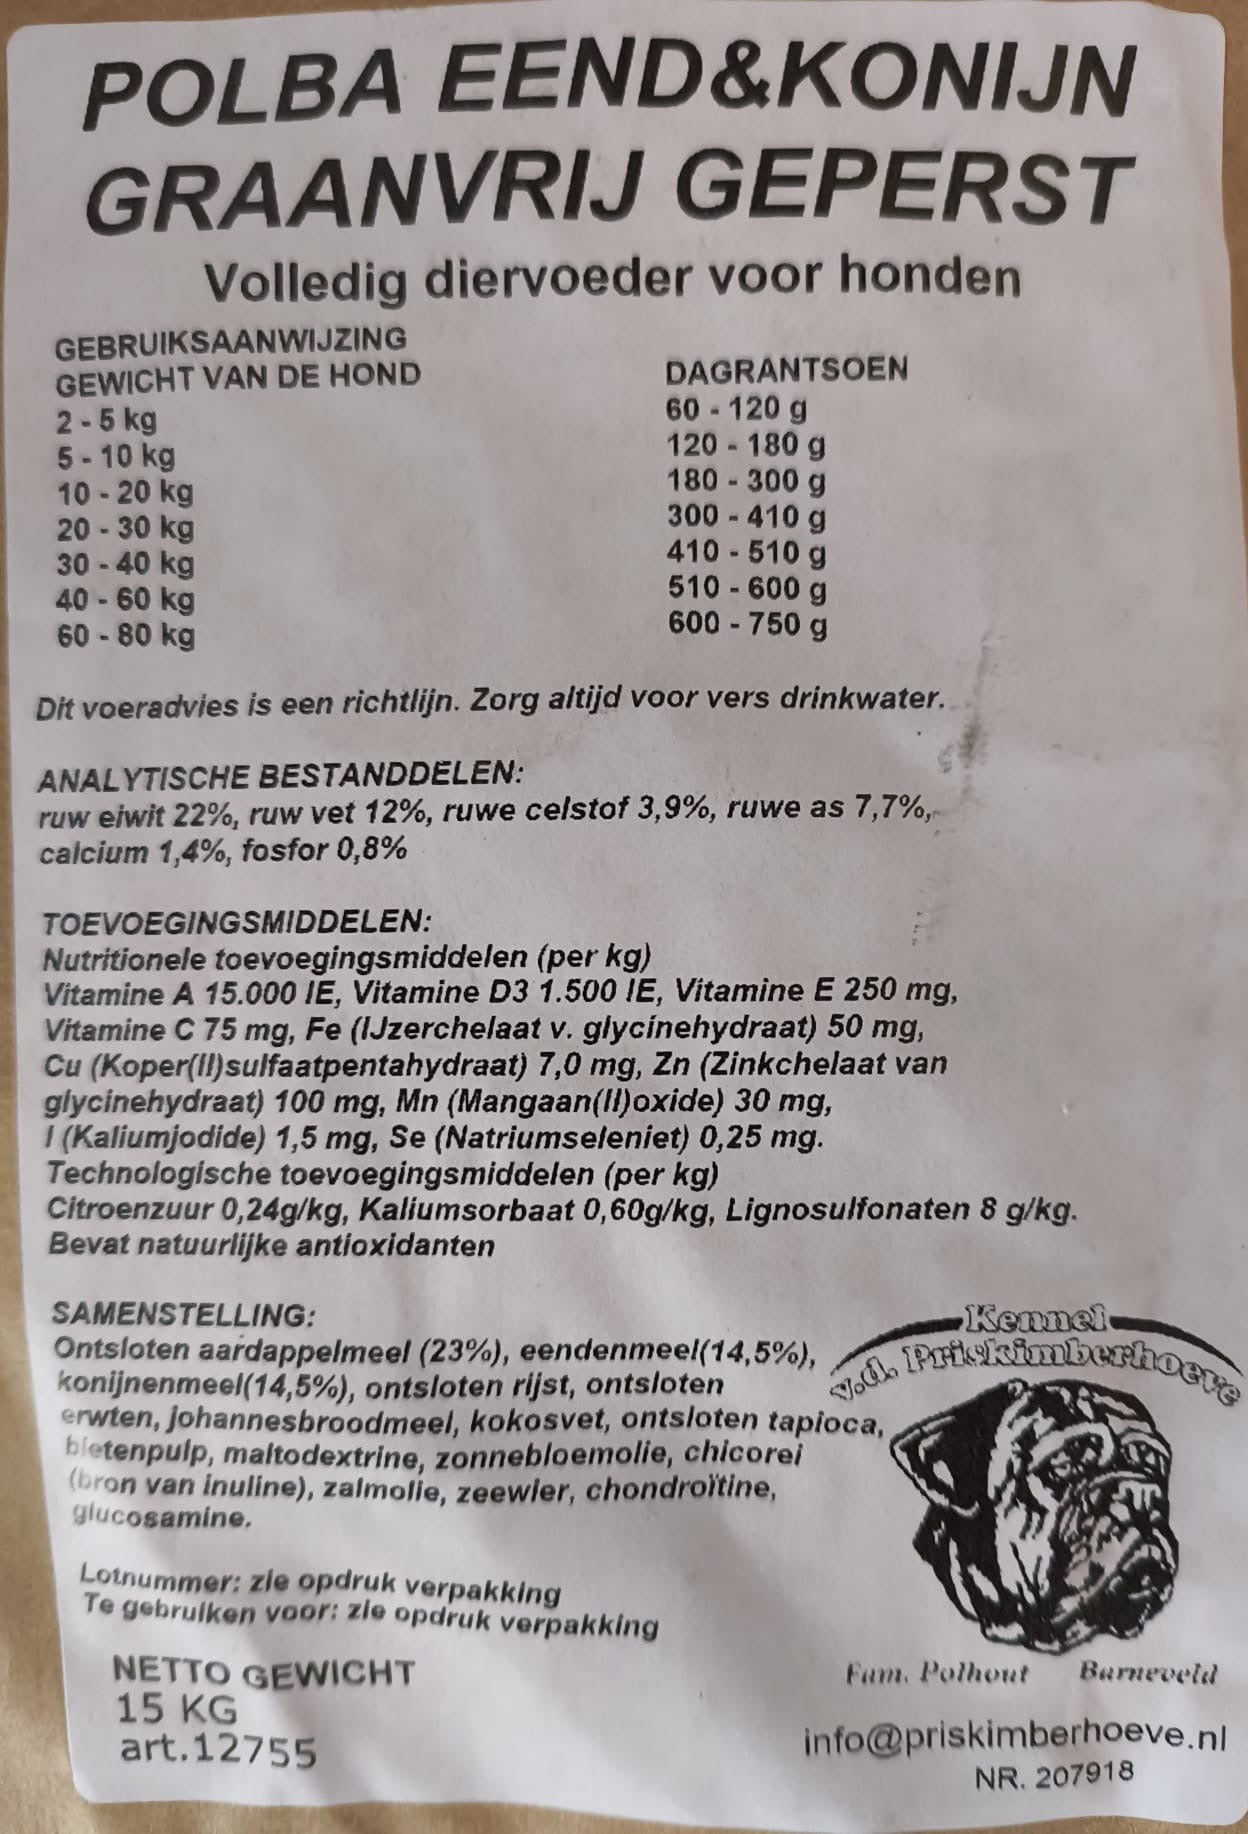 POLBA EEND&KONIJN
GRAANVRIJ GEPERST
Volledig diervoeder voor honden
GEBRUIKSAANWIJZING
GEWICHT VAN DE HOND DAGRANTSOEN
2 - 5 kg 60 - 120 g
5 - 10 kg 120 - 180 g
10 - 20 kg 180 - 300 g
20 - 30 kg 300 - 410 g
30 - 40 kg 410 - 510 g
40 - 60 kg 510 - 600 g
60 - 80 kg 600 - 750 g
Dit voeradvies is een richtlijn. Zorg altijd voor vers drinkwater.
ANALYTISCHE BESTANDDELEN:
ruw eiwit 22%, ruw vet 12%, ruwe celstof 3,9%, ruwe as 7,7%,
calcium 1,4%, fosfor 0,8%
TOEVOEGINGSMIDDELEN:
Nutritionele toevoegingsmiddelen (per kg)
Vitamine A 15.000 IE, Vitamine D3 1.500 IE, Vitamine E 250 mg,
Vitamine C 75 mg, Fe (IJzerchelaat v. glycinehydraat) 50 mg,
Cu (Koper(II)sulfaatpentahydraat) 7,0 mg, Zn (Zinkchelaat van
glycinehydraat) 100 mg, Mn (Mangaan(II)oxide) 30 mg,
I (Kaliumjodide) 1,5 mg, Se (Natriumseleniet) 0,25 mg.
Technologische toevoegingsmiddelen (per kg)
Citroenzuur 0,24g/kg, Kaliumsorbaat 0,60g/kg, Lignosulfonaten 8 g/kg.
Bevat natuurlijke antioxidanten
SAMENSTELLING:
Ontsloten aardappelmeel (23%), eendenmeel(14,5%),
konijnenmeel(14,5%), ontsloten rijst, ontsloten
erwten, johannesbroodmeel, kokosvet, ontsloten tapioca,
bietenpulp, maltodextrine, zonnebloemolie, chicorei
(bron van inuline), zalmolie, zeewier, chondroïtine,
glucosamine.
Kennel
v.d. Priskimberhoeve
Lotnummer: zie opdruk verpakking
Te gebruiken voor: zie opdruk verpakking
NETTO GEWICHT
15 KG
art.12755
Fam. Polhout Barneveld
info@priskimberhoeve.nl
NR. 207918